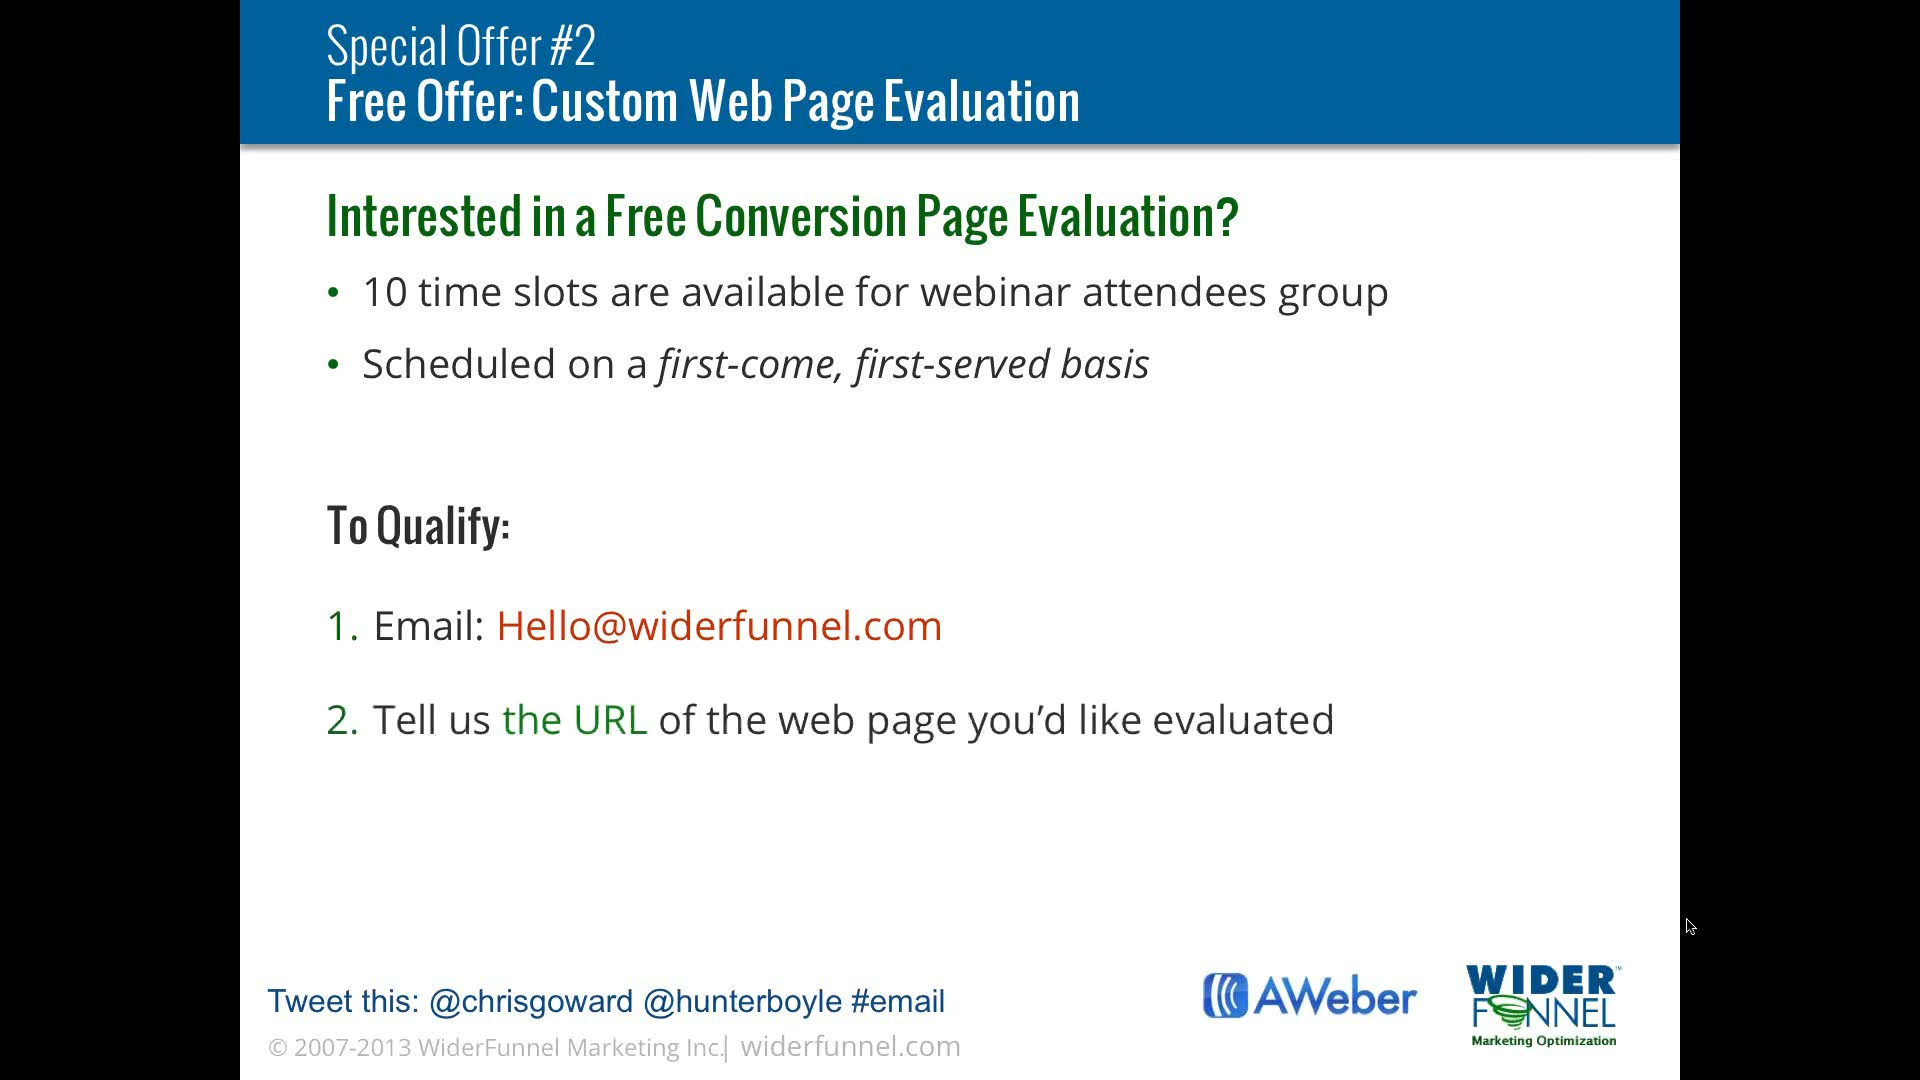 Special Offer #2
Free Offer: Custom Web Page Evaluation
Interested in a Free Conversion Page Evaluation?
• 10 time slots are available for webinar attendees group
• Scheduled on a first-come, first-served basis
To Qualify:
1. Email: Hello@widerfunnel.com
2. Tell us the URL of the web page you’d like evaluated
Tweet this: @chrisgoward @hunterboyle #email
© 2007-2013 WiderFunnel Marketing Inc.| widerfunnel.com
AWeber
WIDER™
FUNNEL
Marketing Optimization